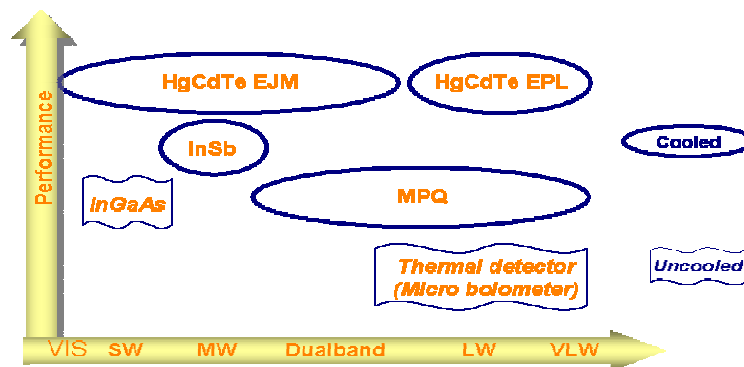 HgCdTe EJM
HgCdTe EPL
InSb
Cooled
Performance
InGaAs
MPQ
Thermal detector
(Micro bolometer)
Uncooled
VIS SW MW Dualband LW VLW